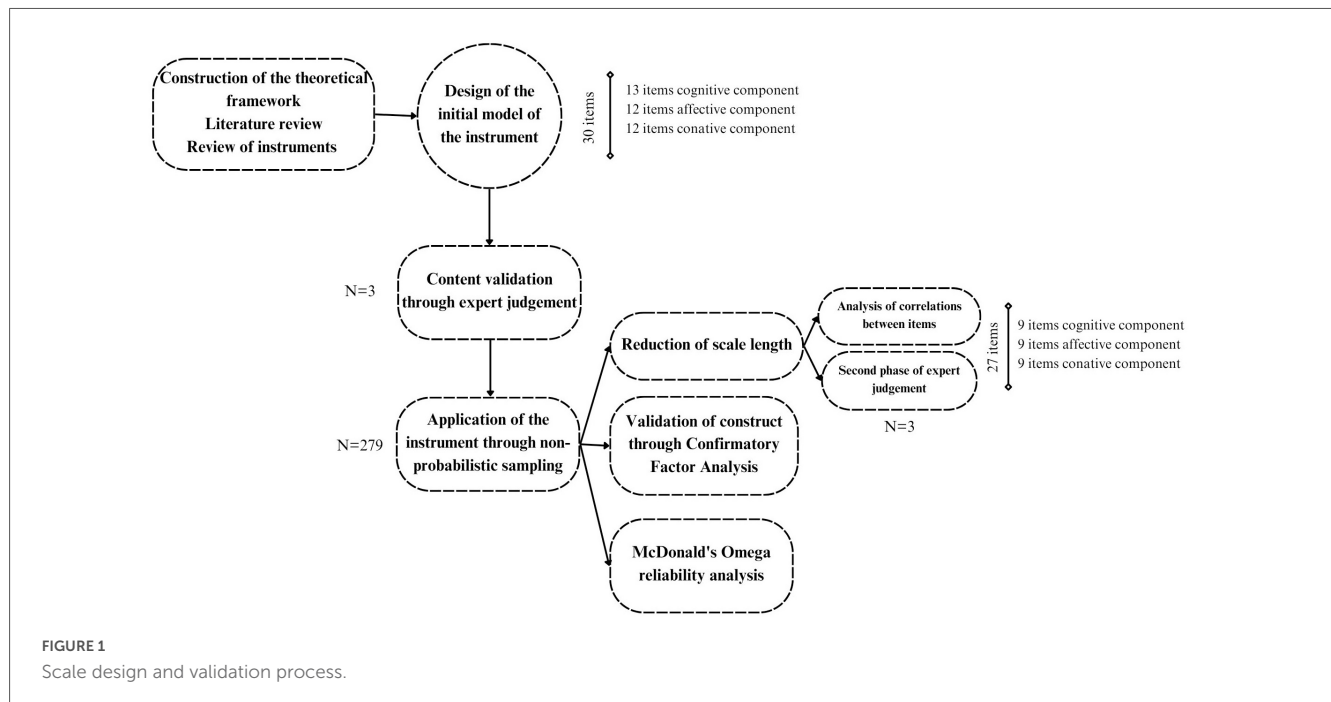 Construction of the theoretical
framework
Literature review
Review of instruments
Design of the
initial model of
the instrument
30 items
13 items cognitive component
12 items affective component
12 items conative component
N=3
Content validation
through expert judgement
N=279
Application of the
instrument through non-
probabilistic sampling
Reduction of scale length
Analysis of correlations
between items
Second phase of expert
judgement
N=3
27 items
9 items cognitive component
9 items affective component
9 items conative component
Validation of construct
through Confirmatory
Factor Analysis
McDonald's Omega
reliability analysis
FIGURE 1
Scale design and validation process.